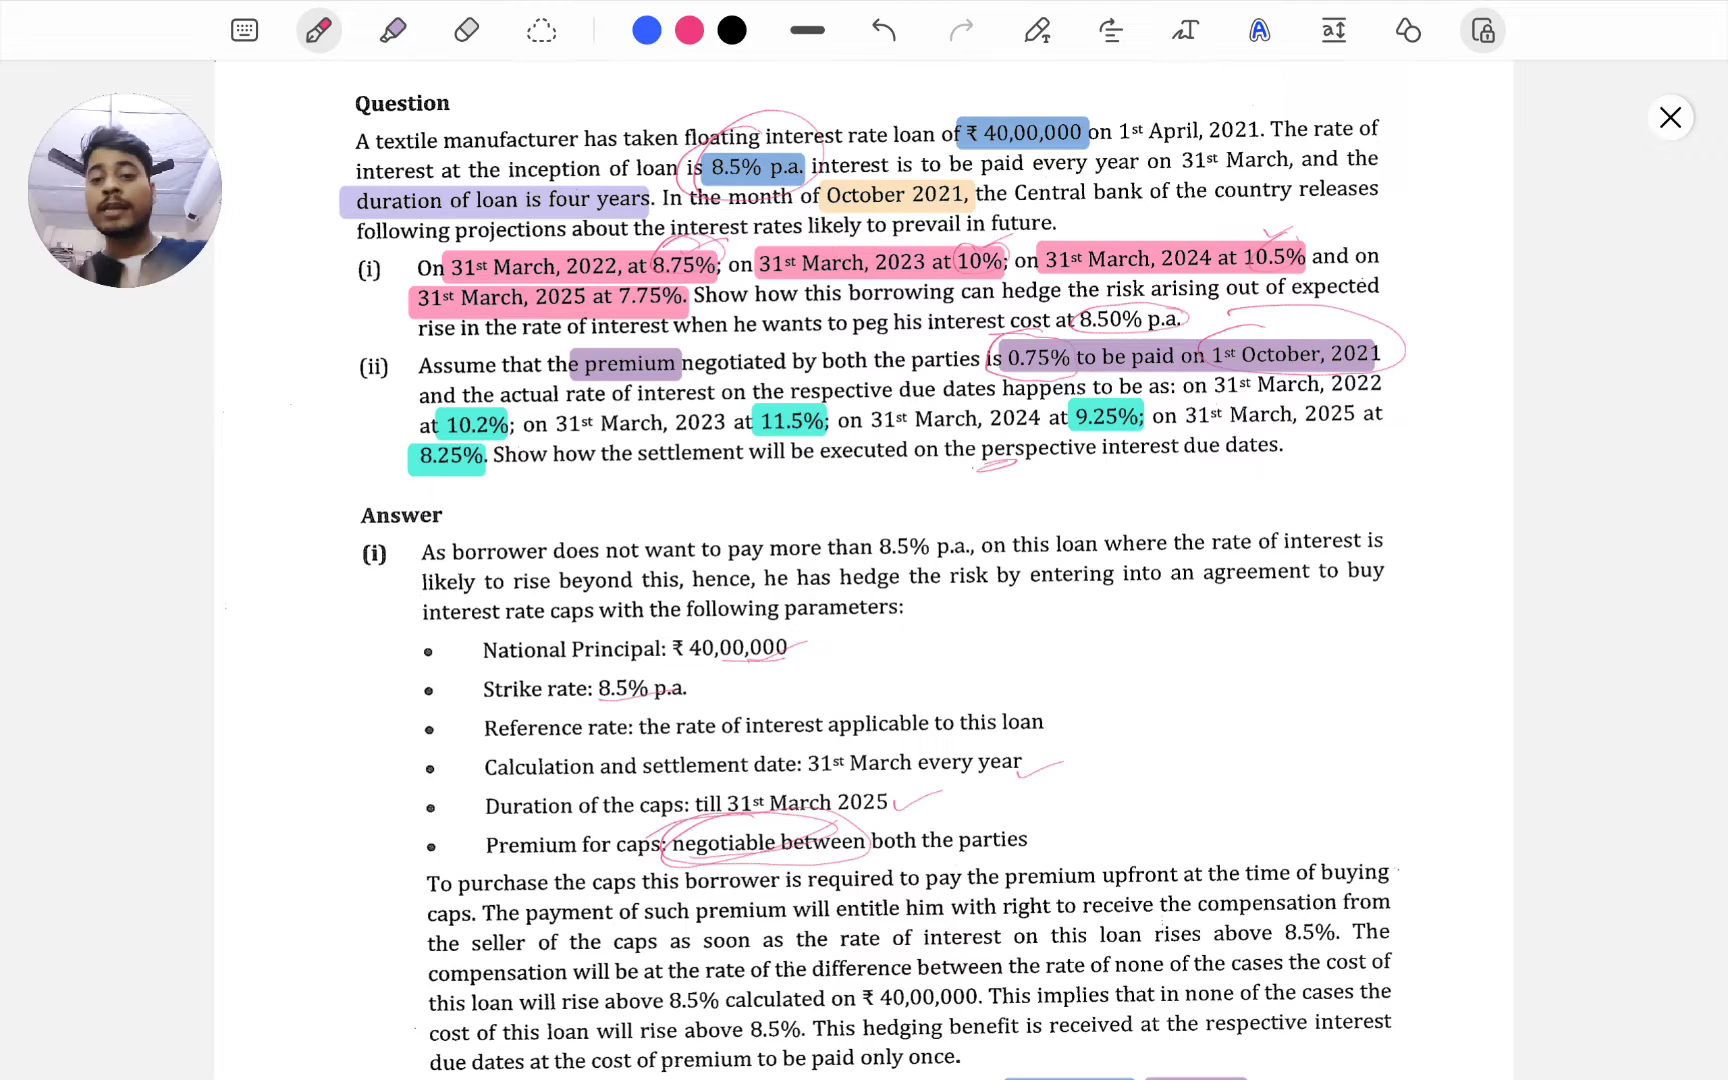 Question
A textile manufacturer has taken floating interest rate loan of ₹ 40,00,000 on 1st April, 2021. The rate of
interest at the inception of loan is 8.5% p.a. interest is to be paid every year on 31st March, and the
duration of loan is four years. In the month of October 2021, the Central bank of the country releases
following projections about the interest rates likely to prevail in future.
(i) On 31st March, 2022, at 8.75%; on 31st March, 2023 at 10%; on 31st March, 2024 at 10.5% and on
31st March, 2025 at 7.75%. Show how this borrowing can hedge the risk arising out of expected
rise in the rate of interest when he wants to peg his interest cost at 8.50% p.a.
(ii) Assume that the premium negotiated by both the parties is 0.75% to be paid on 1st October, 2021
and the actual rate of interest on the respective due dates happens to be as: on 31st March, 2022
at 10.2%; on 31st March, 2023 at 11.5%; on 31st March, 2024 at 9.25%; on 31st March, 2025 at
8.25%. Show how the settlement will be executed on the perspective interest due dates.
Answer
(i) As borrower does not want to pay more than 8.5% p.a., on this loan where the rate of interest is
likely to rise beyond this, hence, he has hedge the risk by entering into an agreement to buy
interest rate caps with the following parameters:
• National Principal: ₹ 40,00,000
• Strike rate: 8.5% p.a.
• Reference rate: the rate of interest applicable to this loan
• Calculation and settlement date: 31st March every year
• Duration of the caps: till 31st March 2025
• Premium for caps: negotiable between both the parties
To purchase the caps this borrower is required to pay the premium upfront at the time of buying
caps. The payment of such premium will entitle him with right to receive the compensation from
the seller of the caps as soon as the rate of interest on this loan rises above 8.5%. The
compensation will be at the rate of the difference between the rate of none of the cases the cost of
this loan will rise above 8.5% calculated on ₹ 40,00,000. This implies that in none of the cases the
cost of this loan will rise above 8.5%. This hedging benefit is received at the respective interest
due dates at the cost of premium to be paid only once.